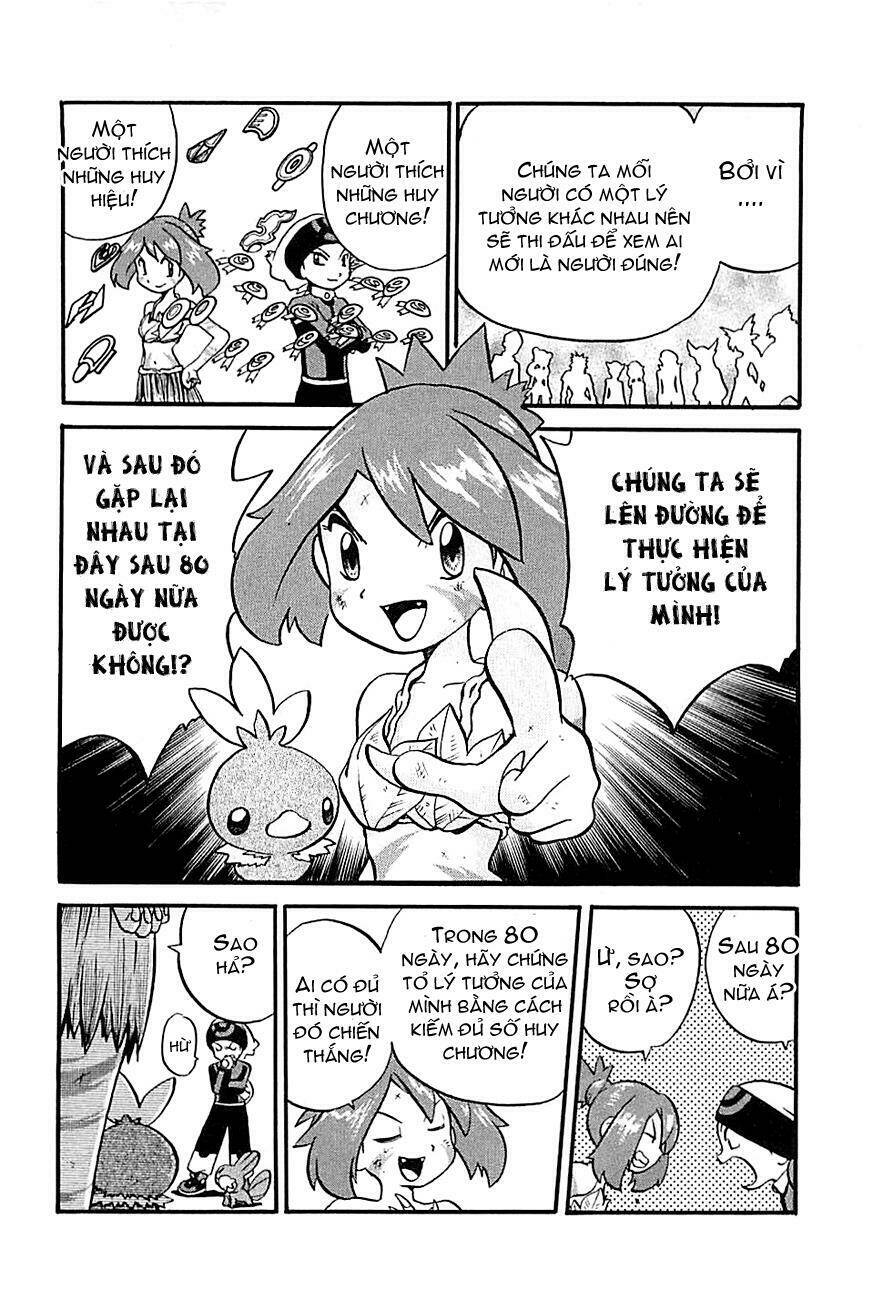 Bởi vì
....
Chúng ta mỗi
người có một lý
tưởng khác nhau nên
sẽ thi đấu để xem ai
mới là người đúng!
Một
người thích
những huy
chương!
Một
người thích
những huy
hiệu!
Chúng ta sẽ
lên đường để
thực hiện
lý tưởng của
mình!
Và sau đó
gặp lại
nhau tại
đây sau 80
ngày nữa
được
không!?
Sau 80
ngày
nữa á?
Ừ, sao?
Sợ
rồi à?
Trong 80
ngày, hãy chứng
tỏ lý tưởng của
mình bằng cách
kiếm đủ số huy
chương!
Ai có đủ
thì người
đó chiến
thắng!
Sao
hả?
Hừ